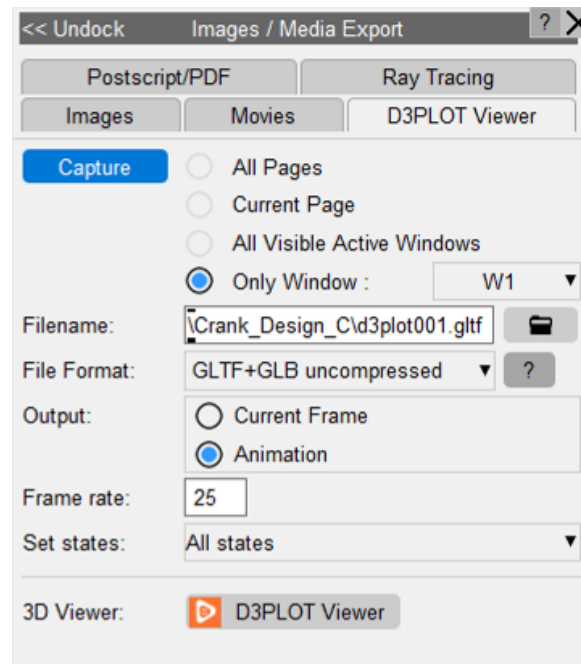 << Undock Images / Media Export ? X
Postscript/PDF Ray Tracing
Images Movies D3PLOT Viewer
Capture All Pages
Current Page
All Visible Active Windows
Only Window : W1
Filename: \Crank_Design_C\d3plot001.gltf
File Format: GLTF+GLB uncompressed ?
Output: Current Frame
Animation
Frame rate: 25
Set states: All states
3D Viewer: D3PLOT Viewer